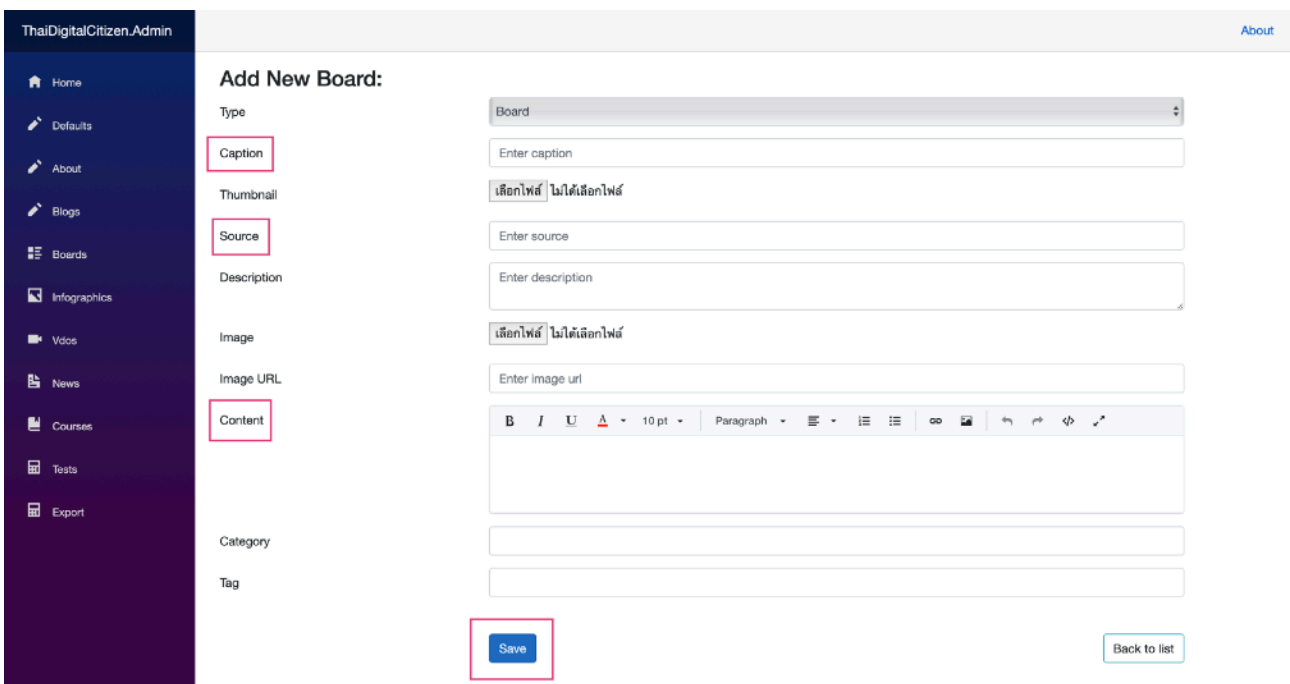 ThaiDigitalCitizen.Admin
About
Home
Defaults
About
Blogs
Boards
Infographics
Vdos
News
Courses
Tests
Export
Add New Board:
Type
Board
Caption
Enter caption
Thumbnail
เลือกไฟล์ ไม่ได้เลือกไฟล์
Source
Enter source
Description
Enter description
Image
เลือกไฟล์ ไม่ได้เลือกไฟล์
Image URL
Enter image url
Content
B I U A 10 pt Paragraph
Category
Tag
Save
Back to list